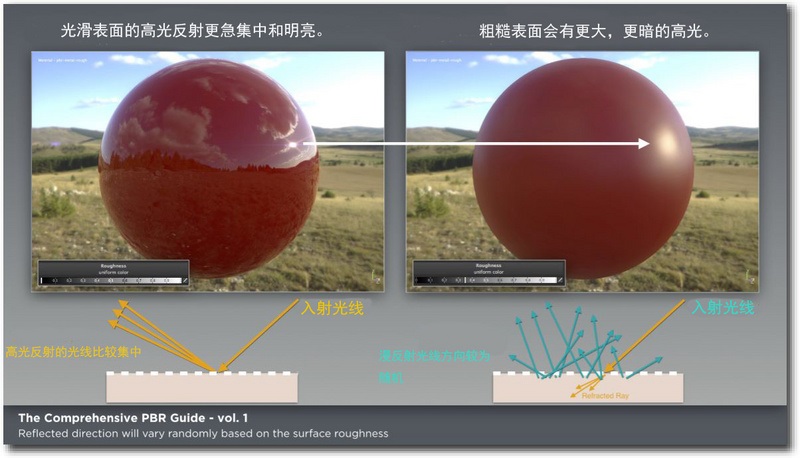 光滑表面的高光反射更急集中和明亮。
粗糙表面会有更大，更暗的高光。
Roughness
uniform color
Roughness
uniform color
入射光线
入射光线
高光反射的光线比较集中
漫反射光线方向较为
随机
Refracted Ray
The Comprehensive PBR Guide - vol. 1
Reflected direction will vary randomly based on the surface roughness